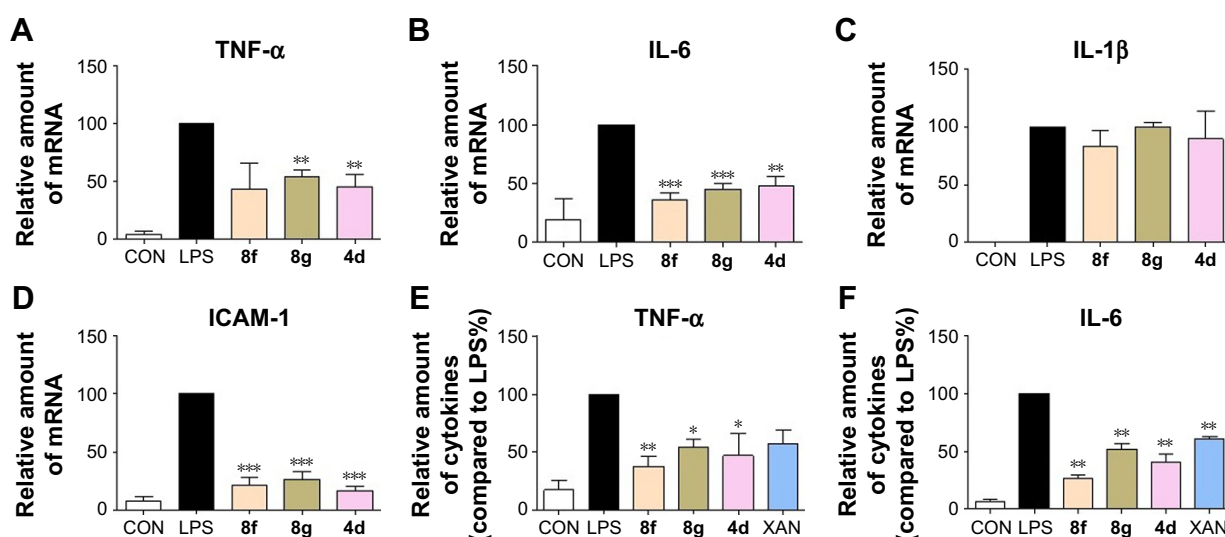 A
TNF-α
Relative amount
of mRNA
150
100
50
0
**
**
CON LPS 8f 8g 4d
B
IL-6
Relative amount
of mRNA
150
100
50
0
***
***
**
CON LPS 8f 8g 4d
C
IL-1β
Relative amount
of mRNA
150
100
50
0
CON LPS 8f 8g 4d
D
ICAM-1
Relative amount
of mRNA
150
100
50
0
***
***
***
CON LPS 8f 8g 4d
E
TNF-α
Relative amount
of cytokines
(compared to LPS%)
150
100
50
0
**
*
*
CON LPS 8f 8g 4d XAN
F
IL-6
Relative amount
of cytokines
(compared to LPS%)
150
100
50
0
**
**
**
**
CON LPS 8f 8g 4d XAN